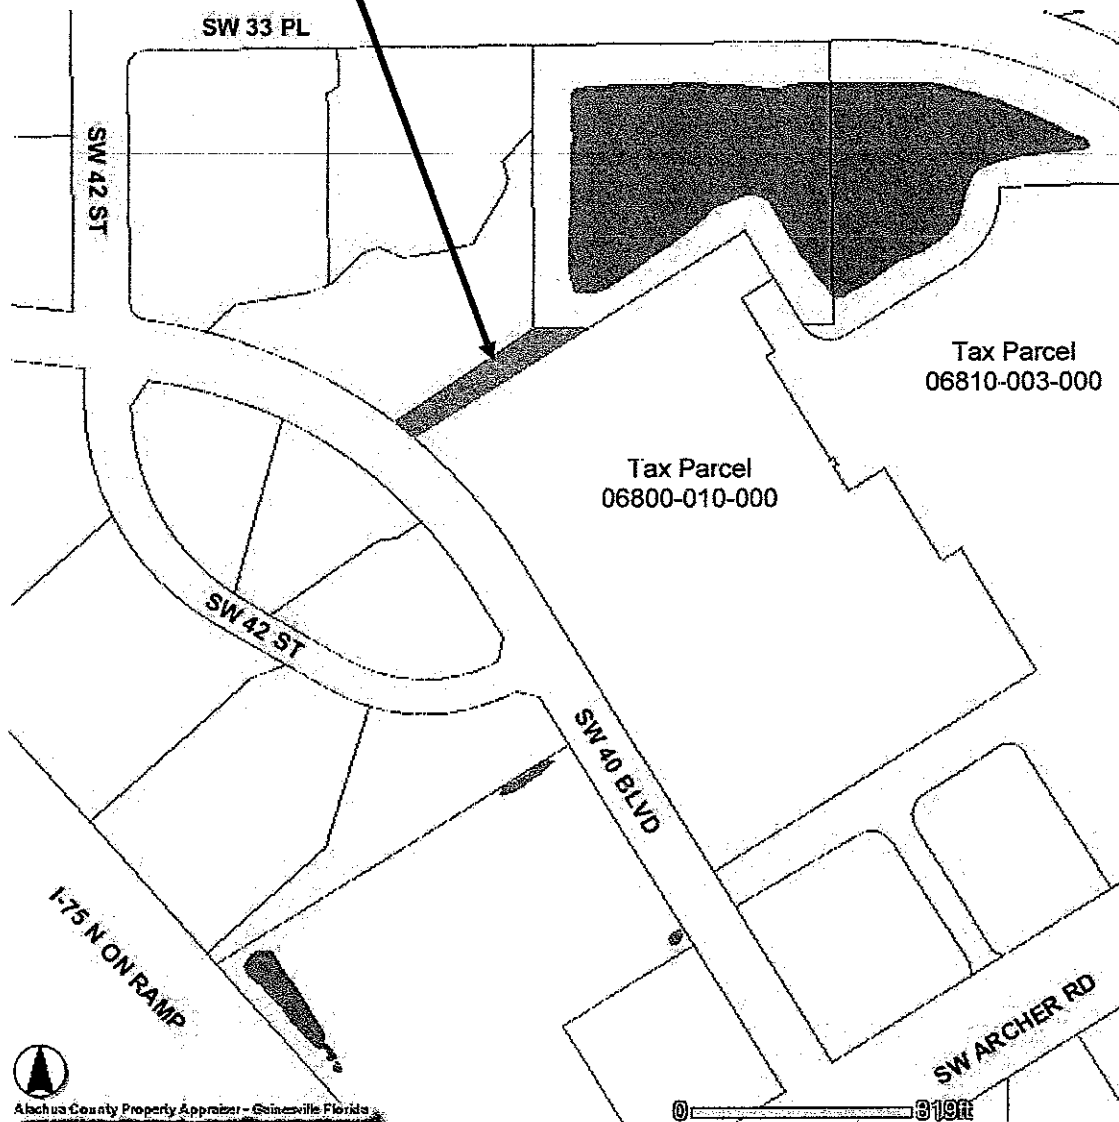 SW 33 PL
SW 42 ST
Tax Parcel
06810-003-000
Tax Parcel
06800-010-000
SW 42 ST
SW 40 BLVD
I-75 N ON RAMP
SW ARCHER RD
Alachua County Property Appraiser - Gainesville Florida
0 819ft